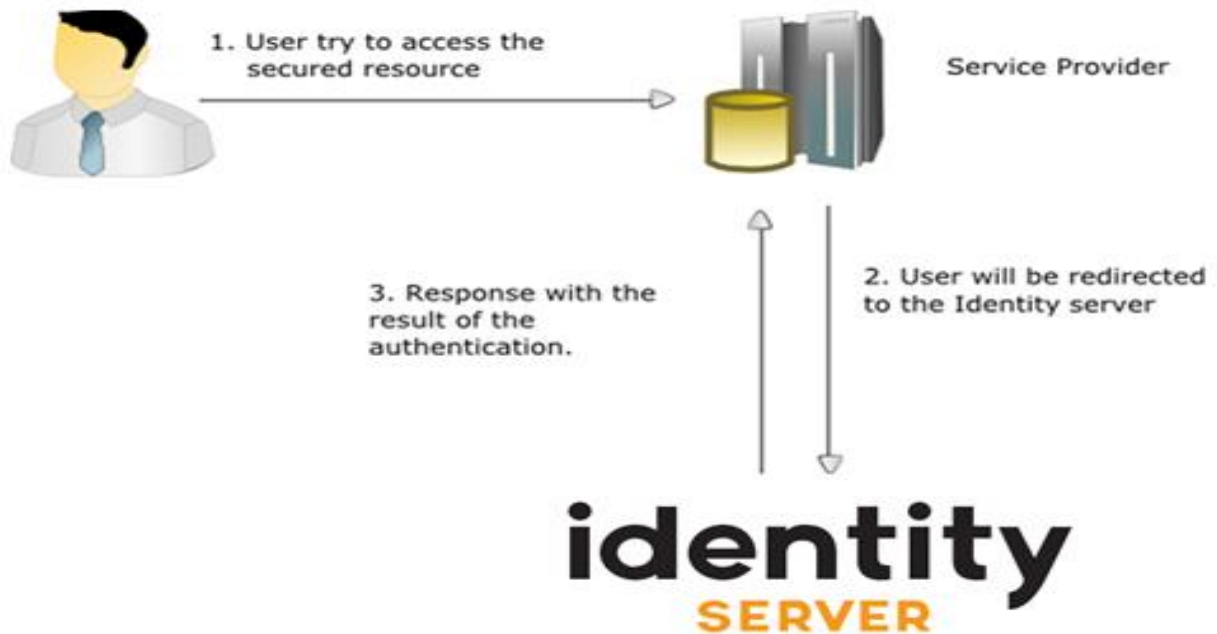 1. User try to access the
secured resource
Service Provider
3. Response with the
result of the
authentication.
2. User will be redirected
to the Identity server
identity
SERVER